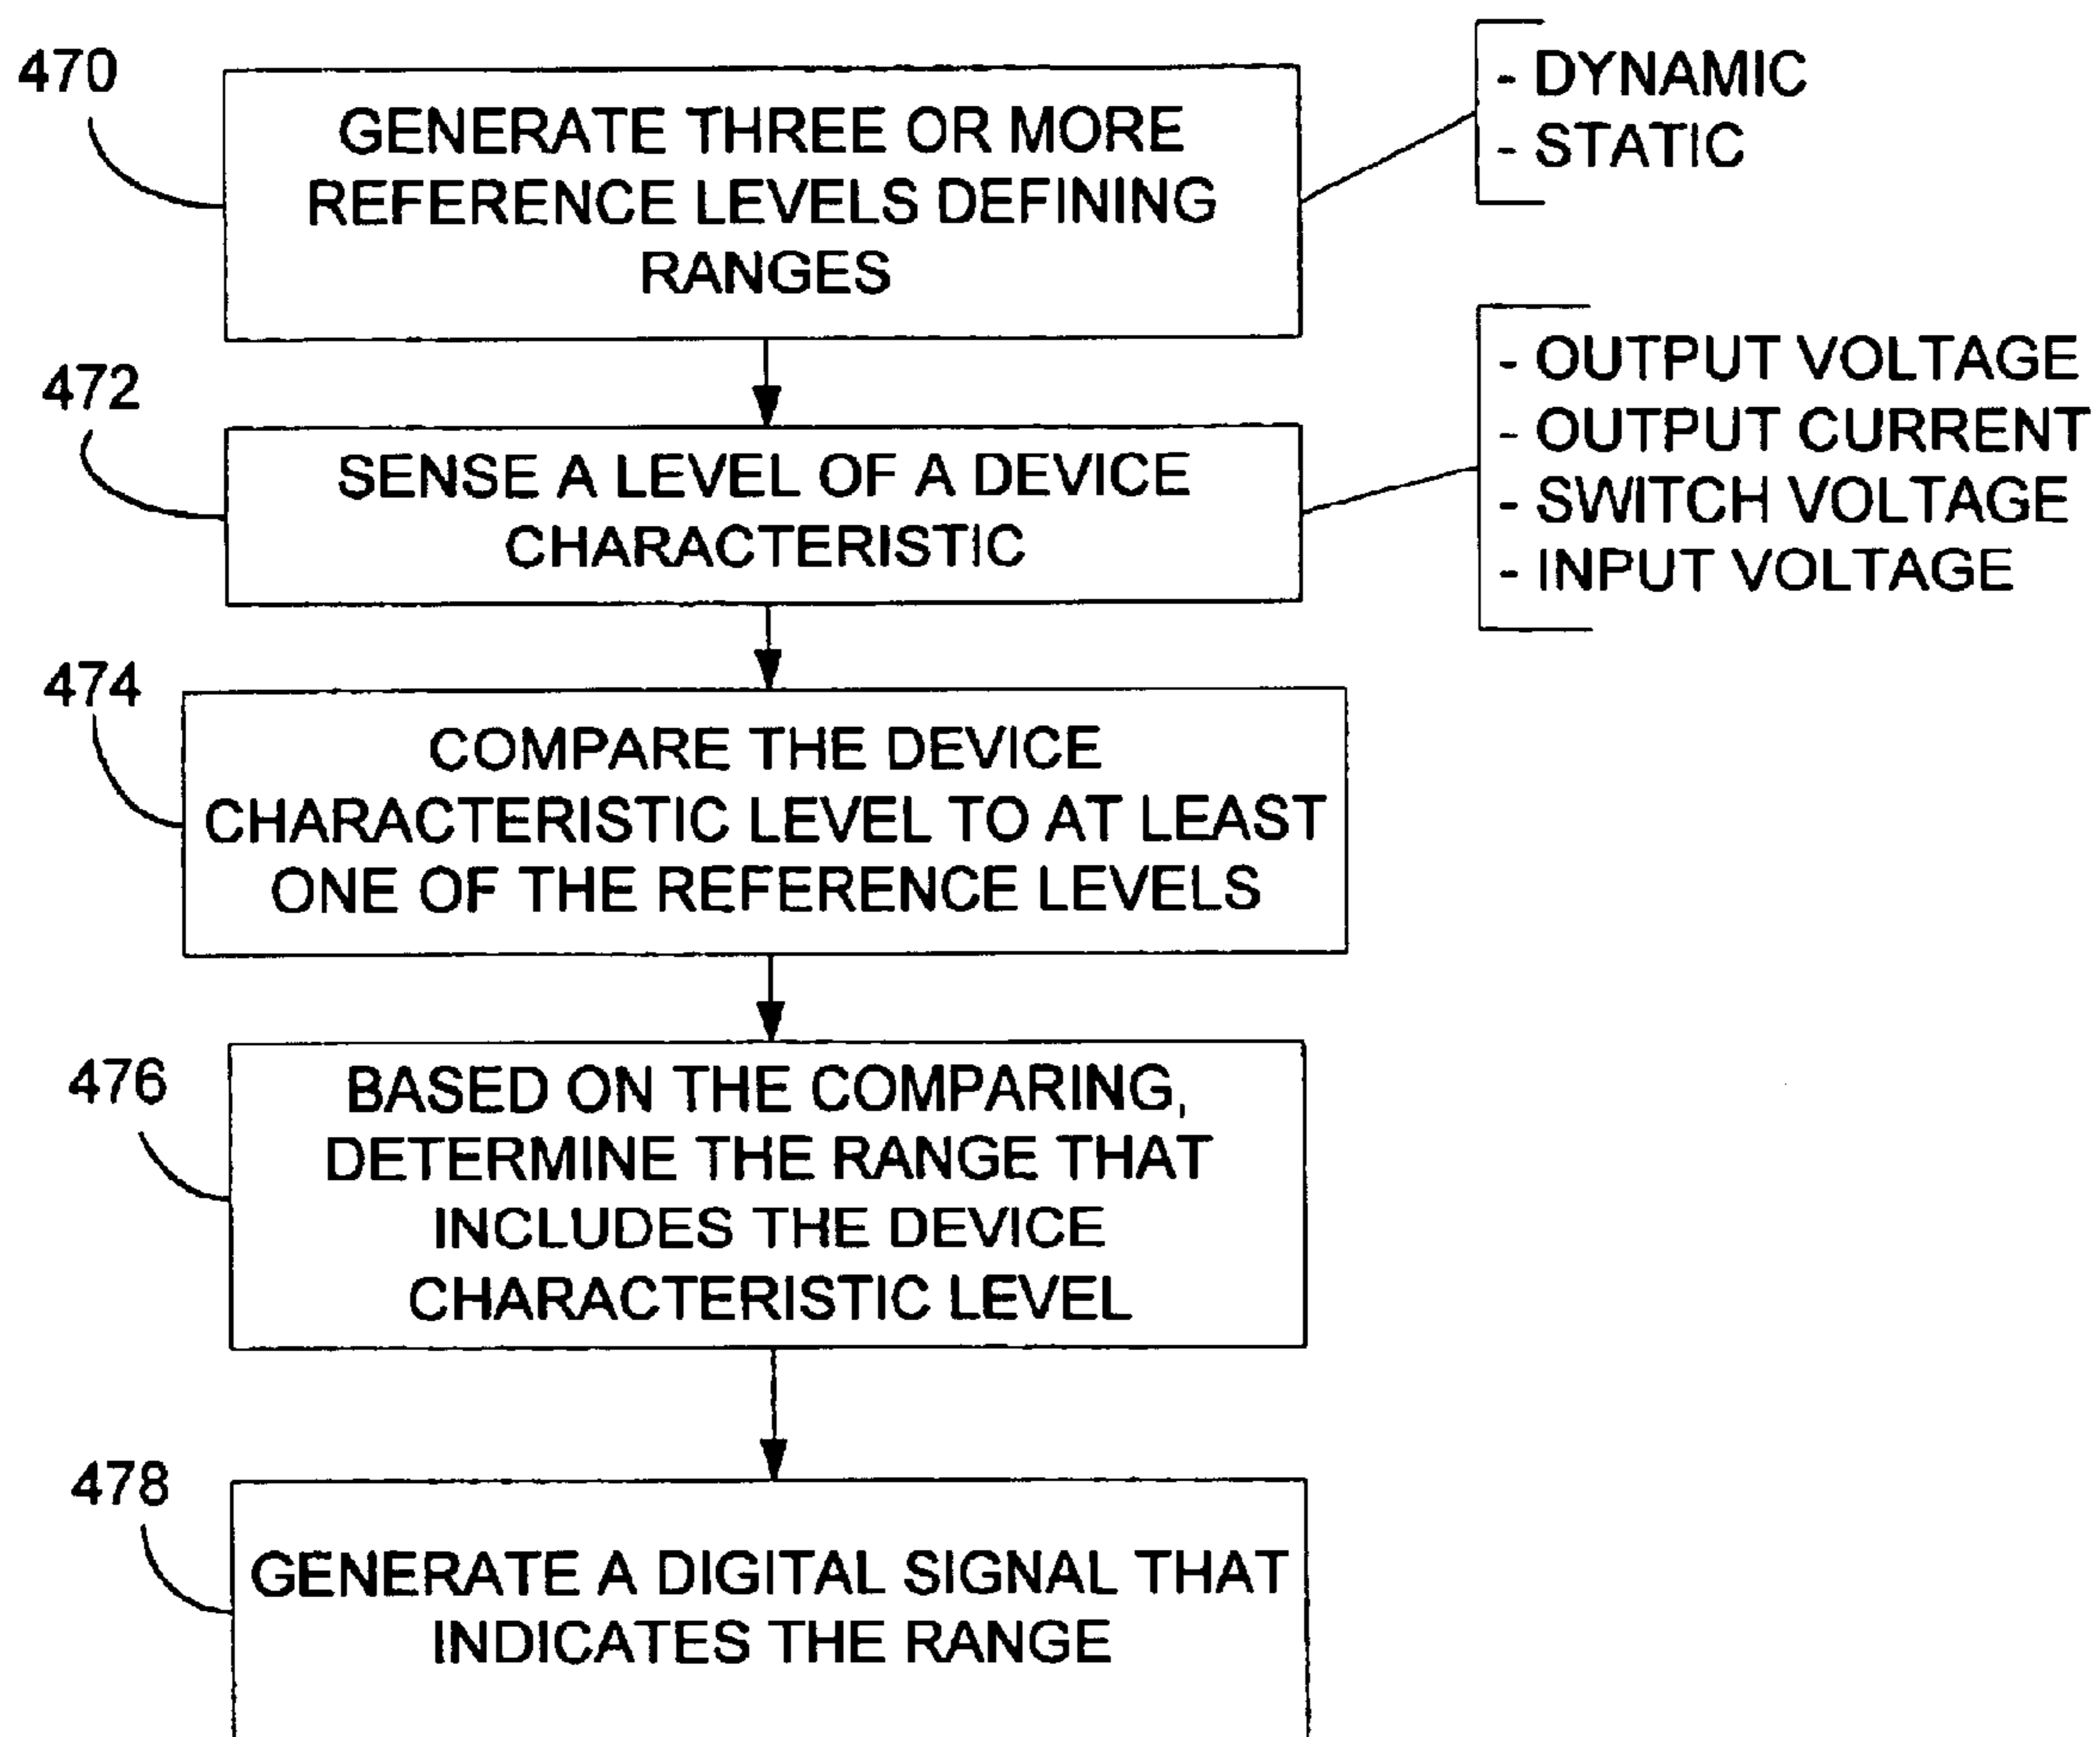 470
GENERATE THREE OR MORE
REFERENCE LEVELS DEFINING
RANGES
- DYNAMIC
- STATIC
472
SENSE A LEVEL OF A DEVICE
CHARACTERISTIC
- OUTPUT VOLTAGE
- OUTPUT CURRENT
- SWITCH VOLTAGE
- INPUT VOLTAGE
474
COMPARE THE DEVICE
CHARACTERISTIC LEVEL TO AT LEAST
ONE OF THE REFERENCE LEVELS
476
BASED ON THE COMPARING,
DETERMINE THE RANGE THAT
INCLUDES THE DEVICE
CHARACTERISTIC LEVEL
478
GENERATE A DIGITAL SIGNAL THAT
INDICATES THE RANGE